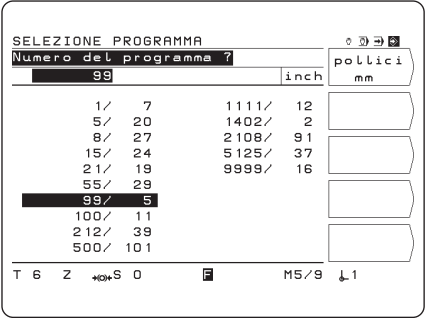 SELEZIONE PROGRAMMA
Numero del programma ?
99 inch
pollici
mm
1/ 7 1111/ 12
5/ 20 1402/ 2
8/ 27 2108/ 91
15/ 24 5125/ 37
21/ 19 9999/ 16
55/ 29
99/ 5
100/ 11
212/ 39
500/ 101
T 6 Z S 0 F M5/9 1